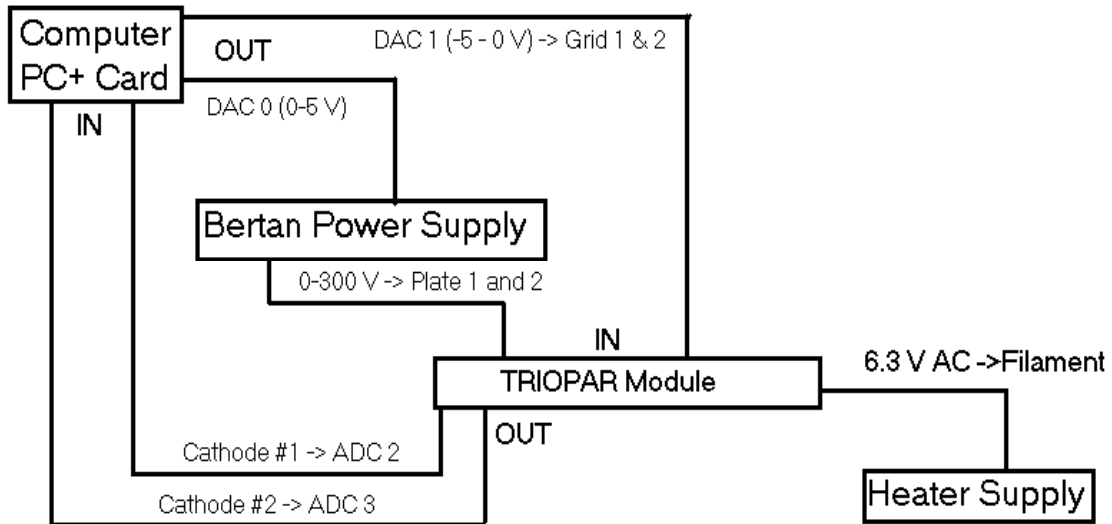 Computer
PC+ Card
OUT
DAC 1 (-5 - 0 V) -> Grid 1 & 2
IN
DAC 0 (0-5 V)
Bertan Power Supply
0-300 V -> Plate 1 and 2
IN
TRIOPAR Module
6.3 V AC ->Filament
OUT
Cathode #1 -> ADC 2
Cathode #2 -> ADC 3
Heater Supply